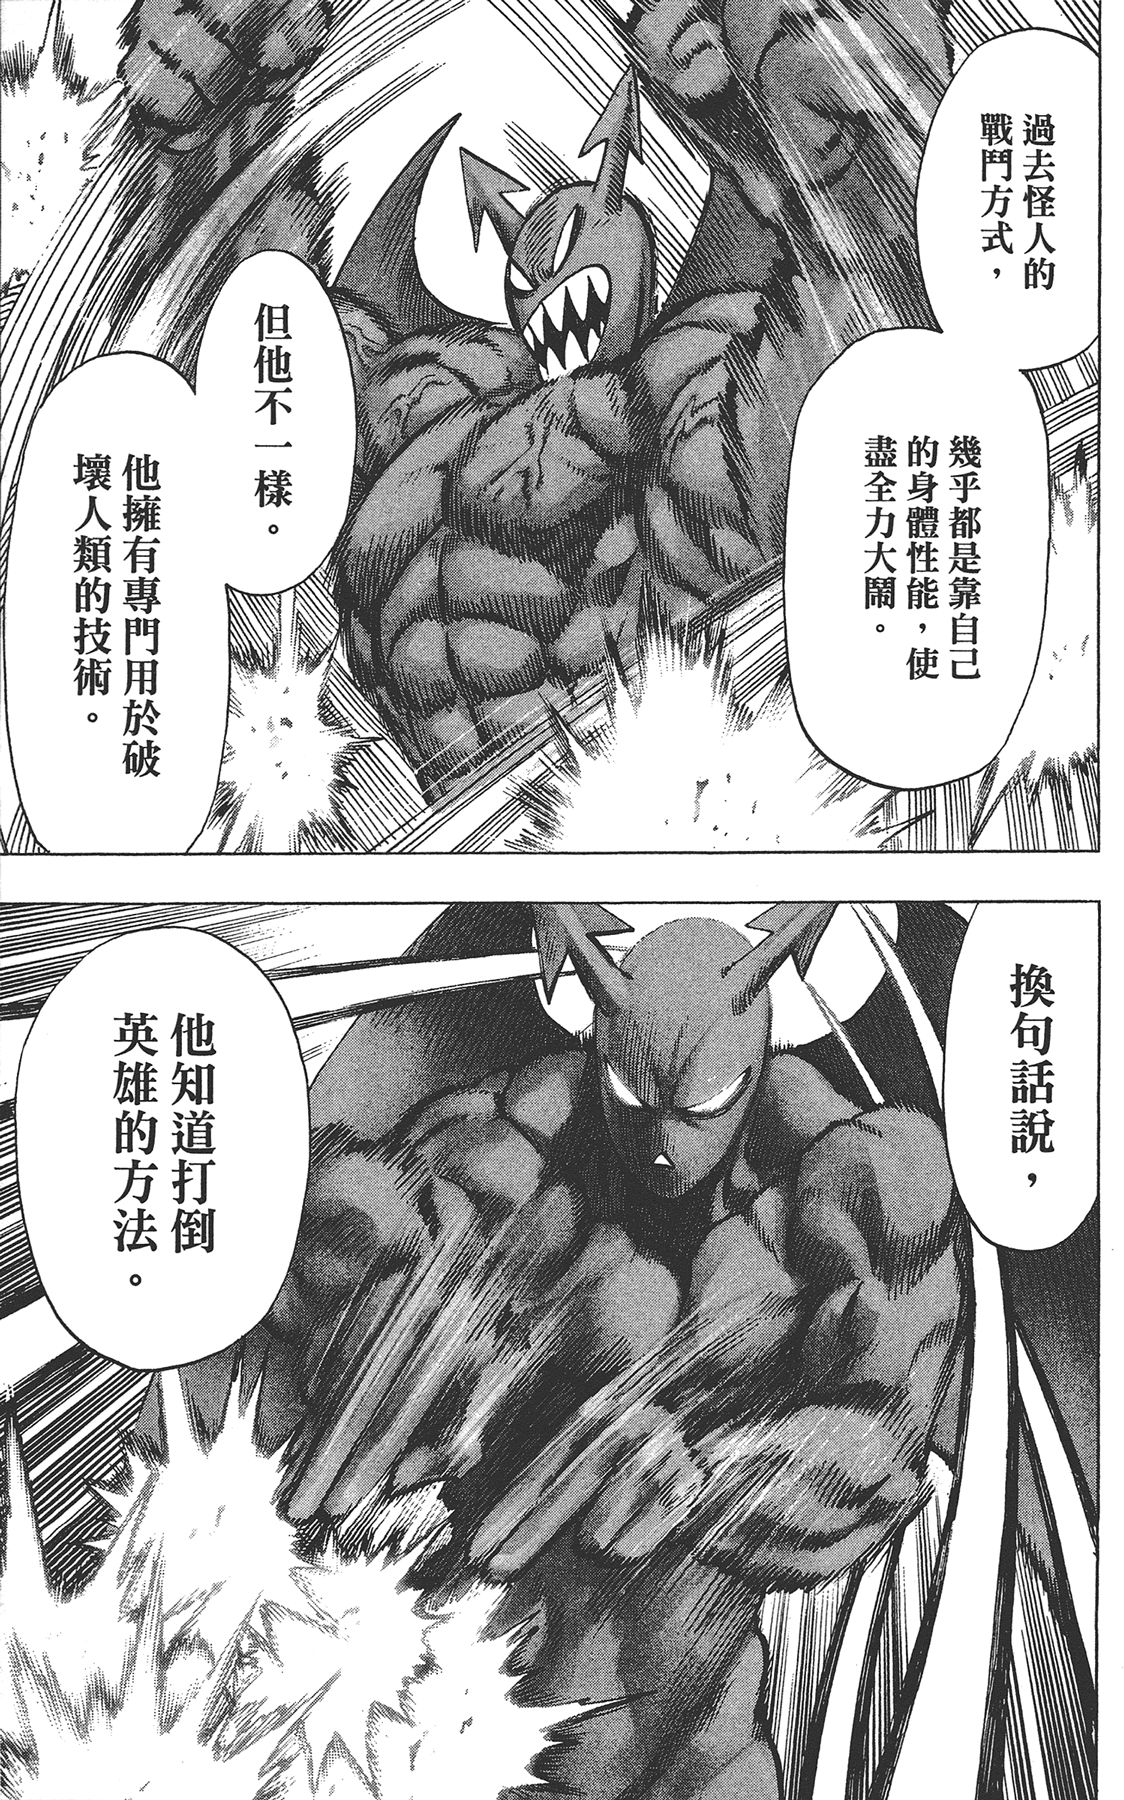 過去怪人的
戰鬥方式，
幾乎都是靠自己
的身體性能，使
盡全力大鬧。
但他不一樣。
他擁有專門用於破
壞人類的技術。
換句話說，
他知道打倒
英雄的方法。